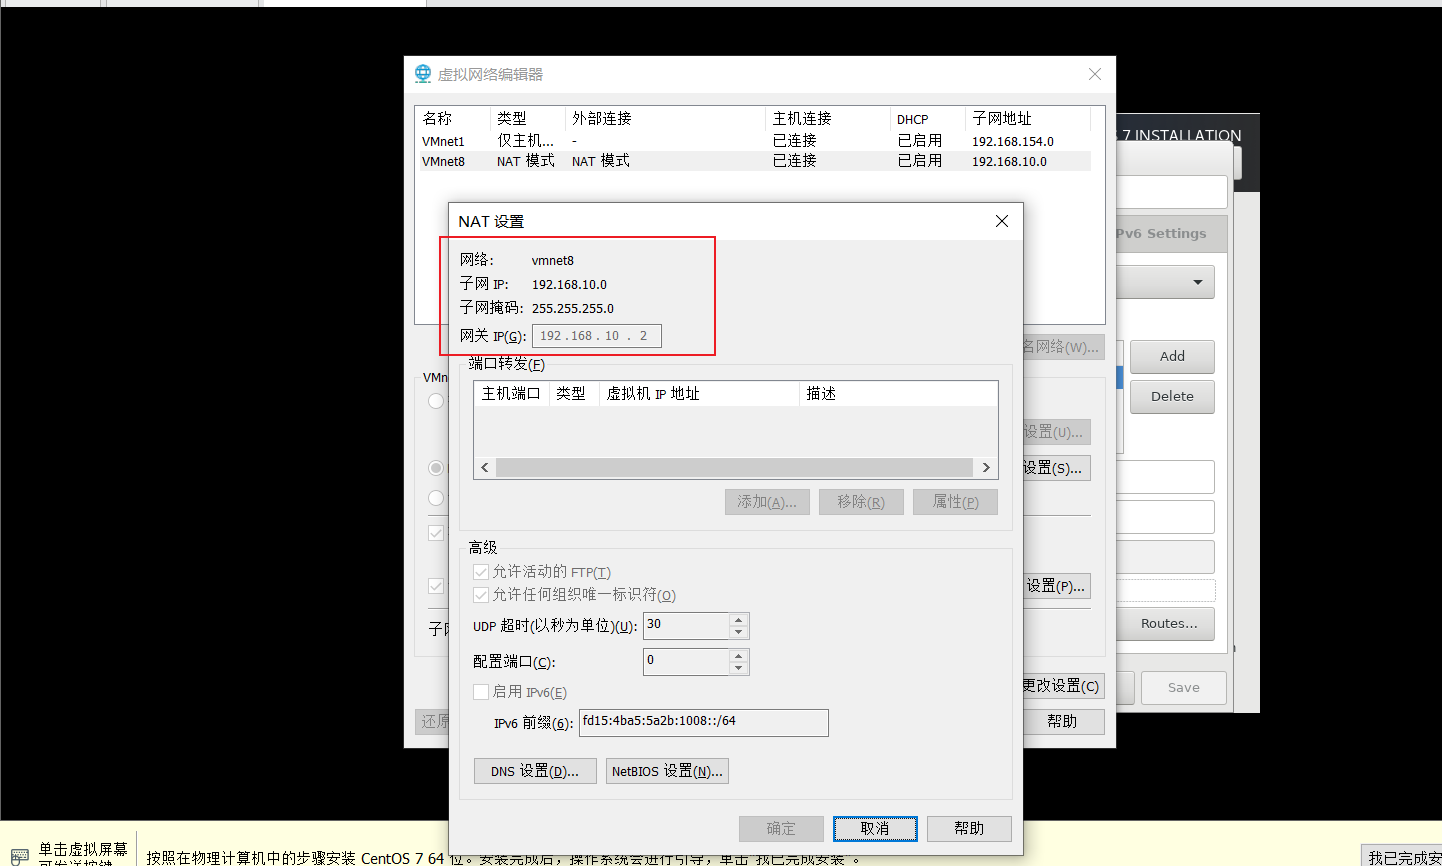 虚拟网络编辑器
名称 类型 外部连接 主机连接 DHCP 子网地址
VMnet1 仅主机... - 已连接 已启用 192.168.154.0
VMnet8 NAT 模式 NAT 模式 已连接 已启用 192.168.10.0
7 INSTALLATION
NAT 设置
Pv6 Settings
网络: vmnet8
子网 IP: 192.168.10.0
子网掩码: 255.255.255.0
网关 IP(G): 192 . 168 . 10 . 2
名网络(W)...
Add
端口转发(F)
VMn
主机端口 类型 虚拟机 IP 地址 描述
Delete
设置(U)...
设置(S)...
添加(A)... 移除(R) 属性(P)
高级
允许活动的 FTP(T)
设置(P)...
允许任何组织唯一标识符(O)
UDP 超时(以秒为单位)(U): 30
子网
Routes...
配置端口(C): 0
启用 IPv6(E)
更改设置(C)
Save
IPv6 前缀(6): fd15:4ba5:5a2b:1008::/64
还原
帮助
DNS 设置(D)... NetBIOS 设置(N)...
确定 取消 帮助
单击虚拟屏幕
可发送按键
按照在物理计算机中的步骤安装 CentOS 7 64 位。安装完成后，操作系统会进行引导，单击"我已完成安装"。
我已完成安